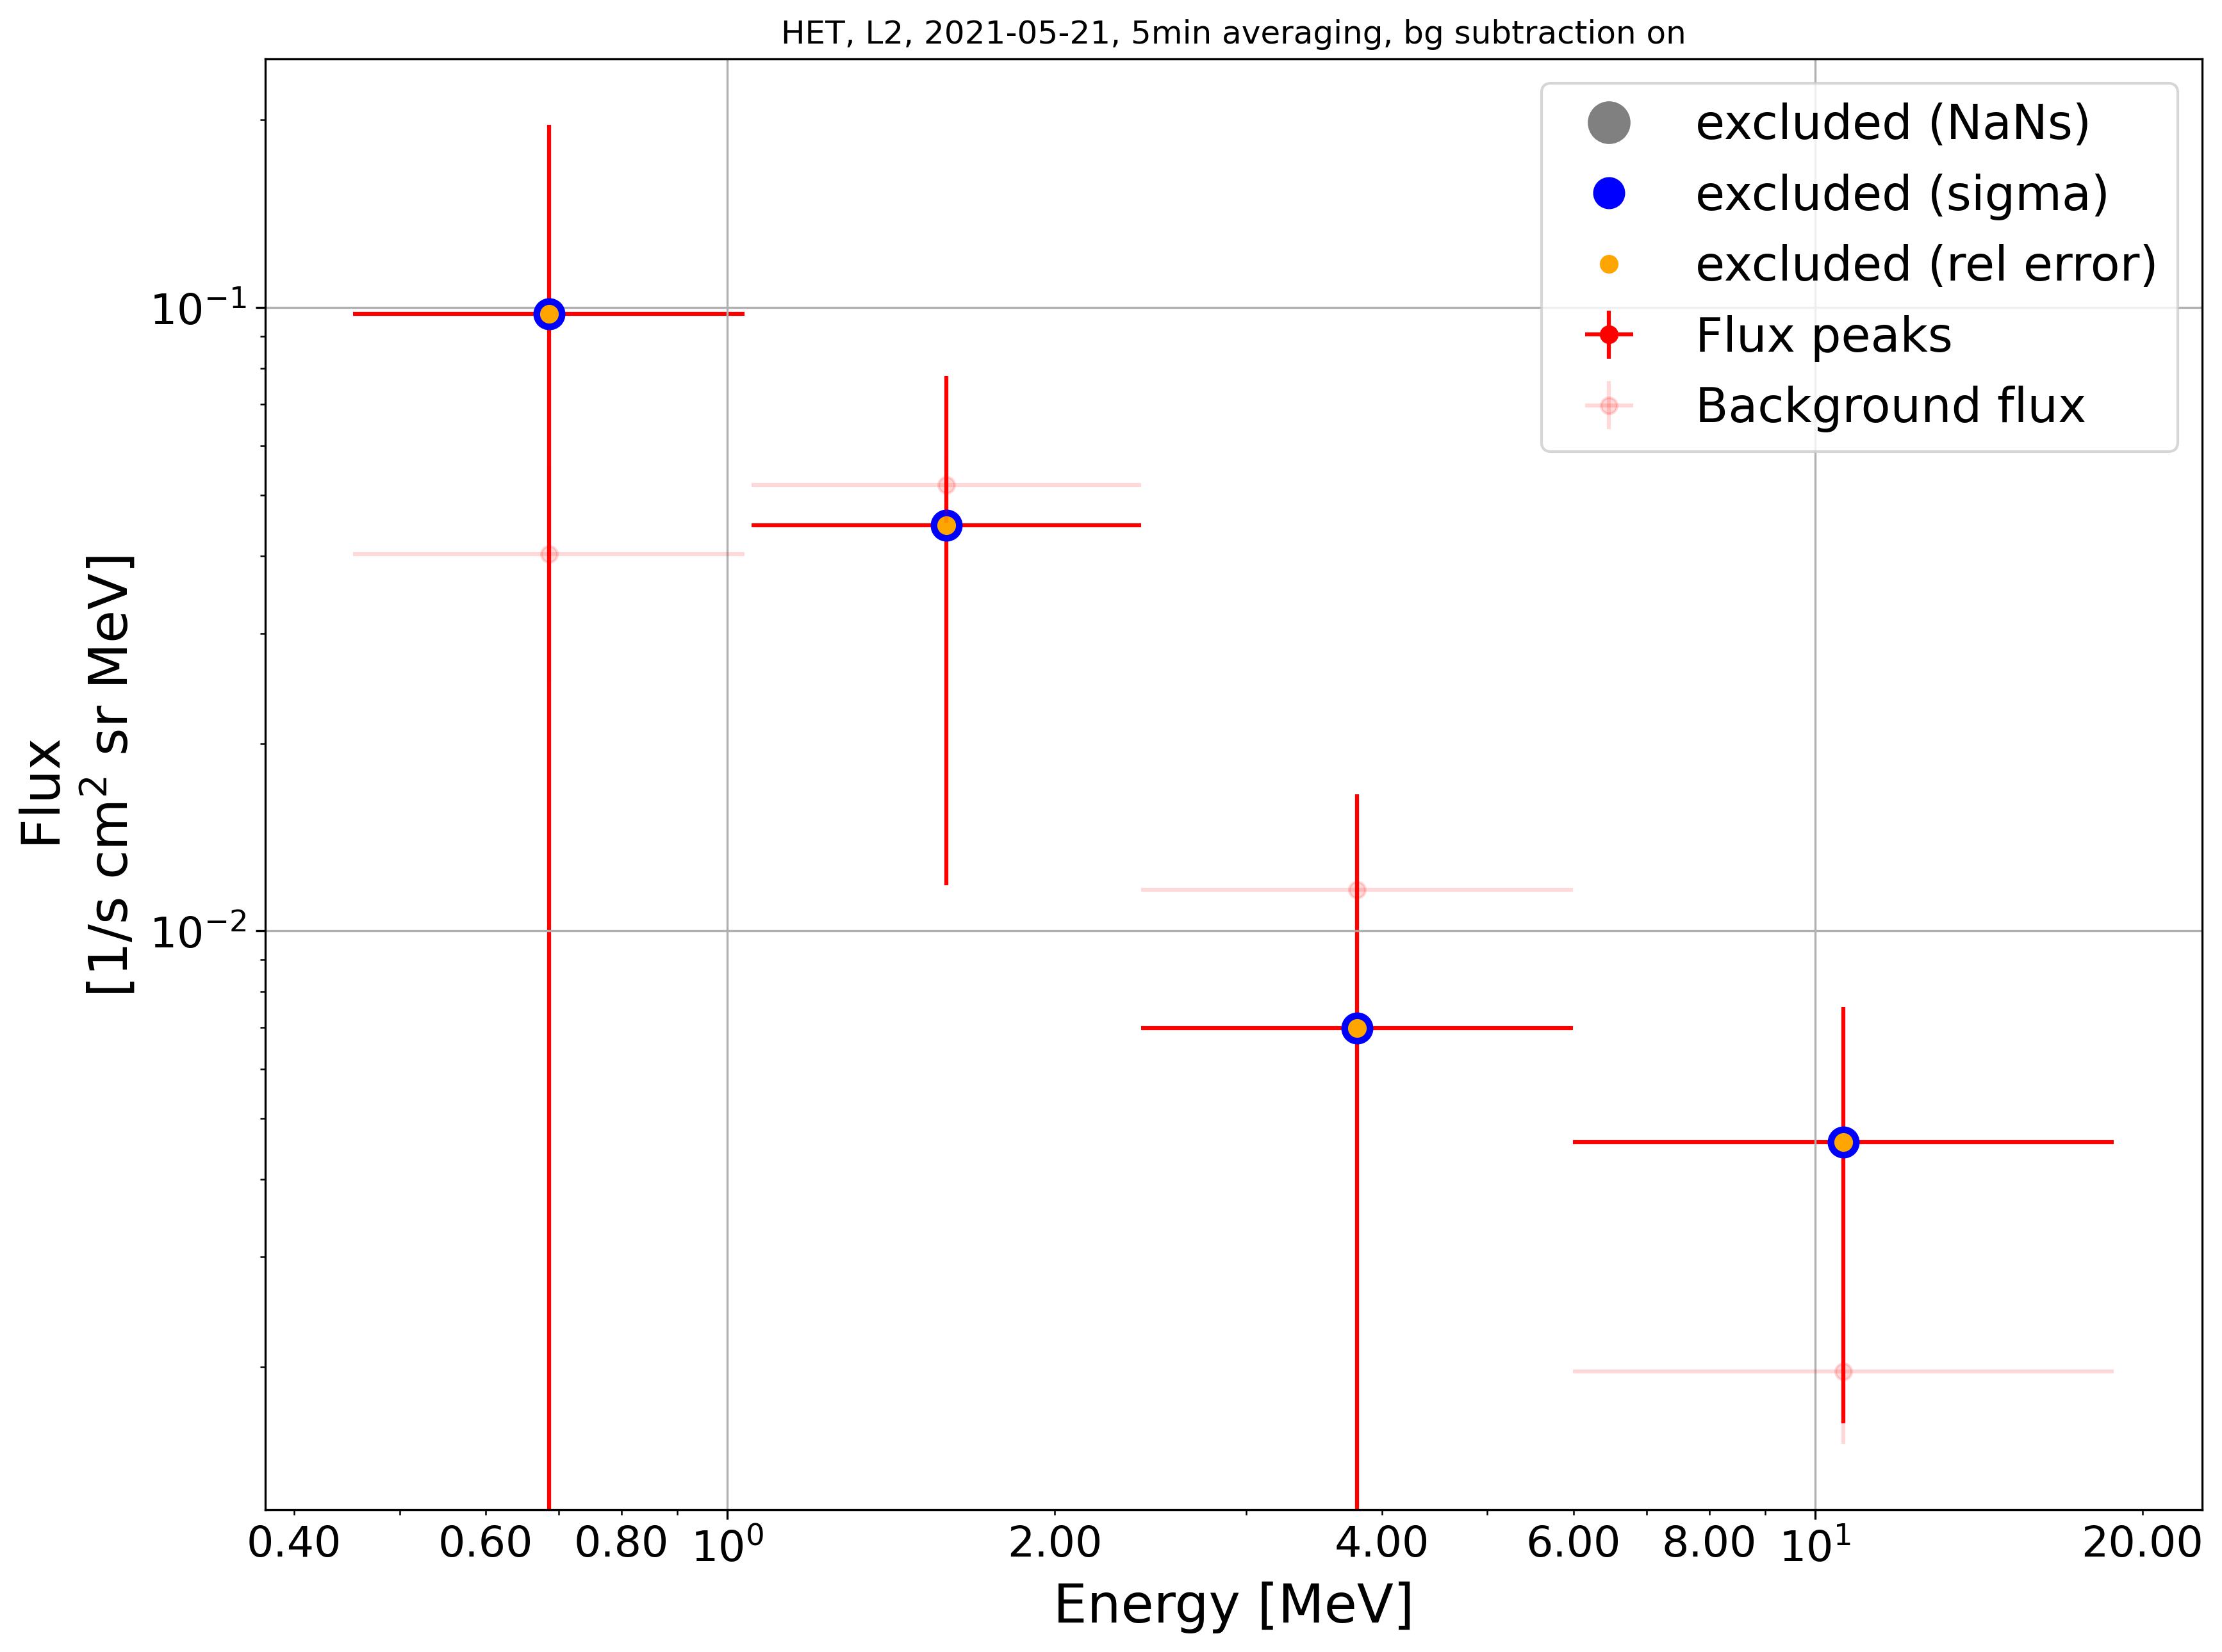 HET, L2, 2021-05-21, 5min averaging, bg subtraction on
excluded (NaNs)
excluded (sigma)
excluded (rel error)
Flux peaks
Background flux
Flux
[1/s cm² sr MeV]
10⁻¹
10⁻²
0.40 0.60 0.80 10⁰ 2.00 4.00 6.00 8.00 10¹ 20.00
Energy [MeV]